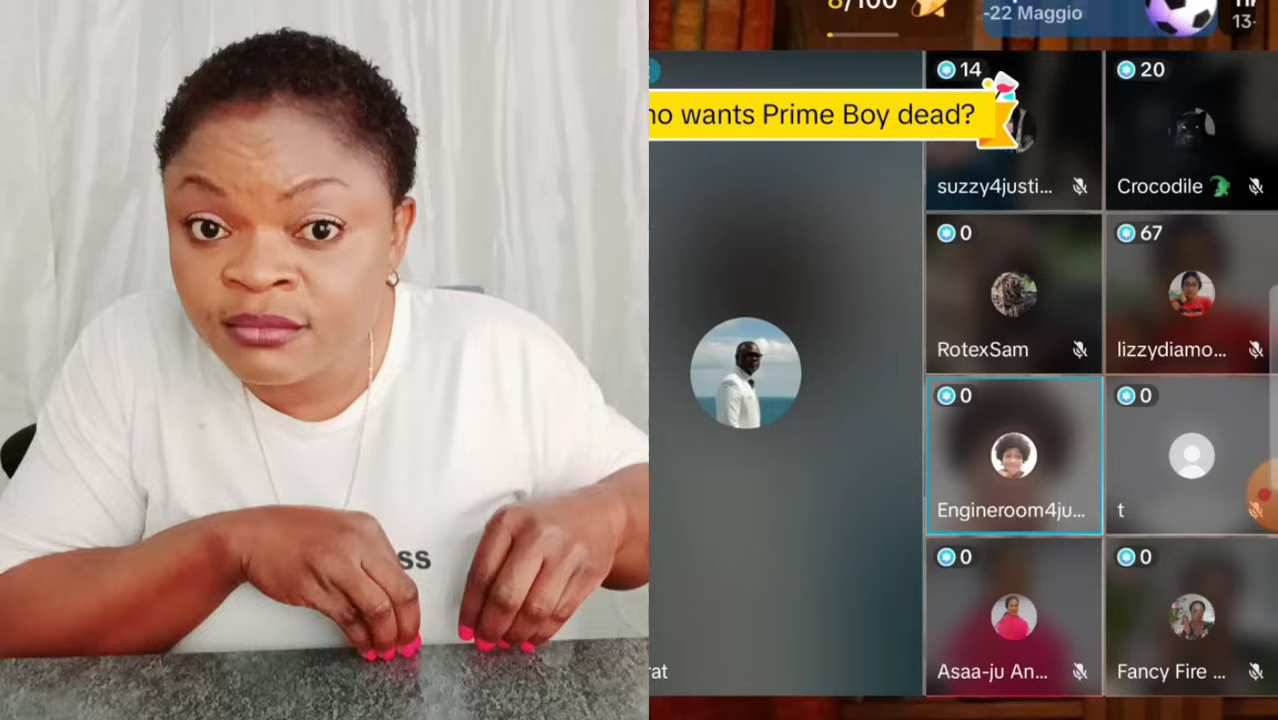 ss
8/100
-22 Maggio
13-
14
20
ho wants Prime Boy dead?
suzzy4justi...
Crocodile 🐊
0
67
RotexSam
lizzydiamo...
0
0
Engineroom4ju...
t
0
0
rat
Asaa-ju An...
Fancy Fire ...